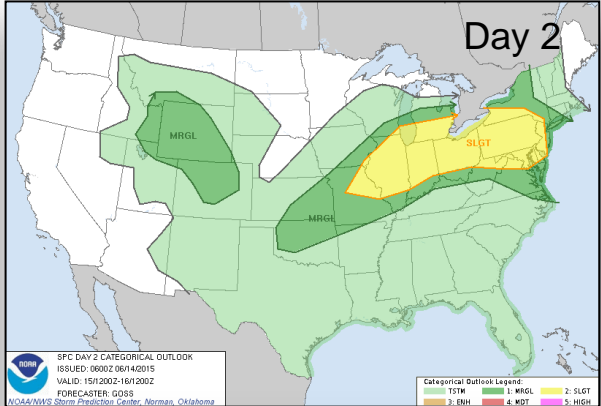 Day 2
MRGL
SLGT
MRGL
NOAA
SPC DAY 2 CATEGORICAL OUTLOOK
ISSUED: 0600Z 06/14/2015
VALID: 15/1200Z-16/1200Z
FORECASTER: GOSS
NOAA/NWS Storm Prediction Center, Norman, Oklahoma
Categorical Outlook Legend:
TSTM 1: MRGL 2: SLGT
3: ENH 4: MDT 5: HIGH